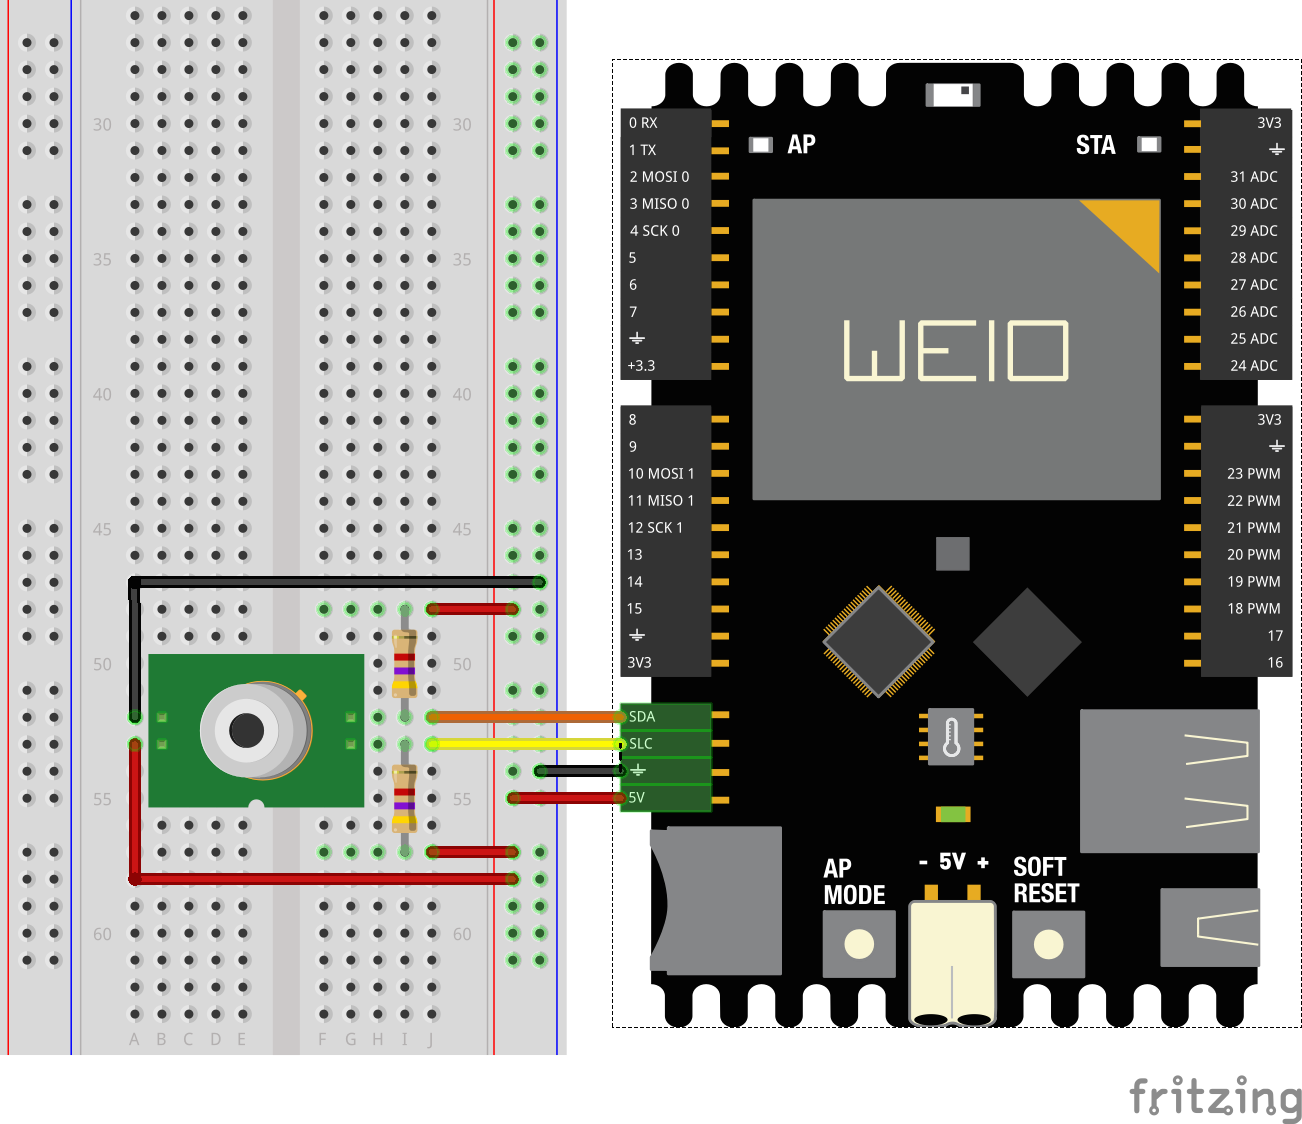 30 30
35 35
40 40
45 45
50 50
55 55
60 60
A B C D E F G H I J
AP
STA
WEIO
0 RX
1 TX
2 MOSI 0
3 MISO 0
4 SCK 0
5
6
7
+3.3
8
9
10 MOSI 1
11 MISO 1
12 SCK 1
13
14
15
3V3
SDA
SLC
5V
3V3
31 ADC
30 ADC
29 ADC
28 ADC
27 ADC
26 ADC
25 ADC
24 ADC
3V3
23 PWM
22 PWM
21 PWM
20 PWM
19 PWM
18 PWM
17
16
AP
MODE
- 5V +
SOFT
RESET
fritzing